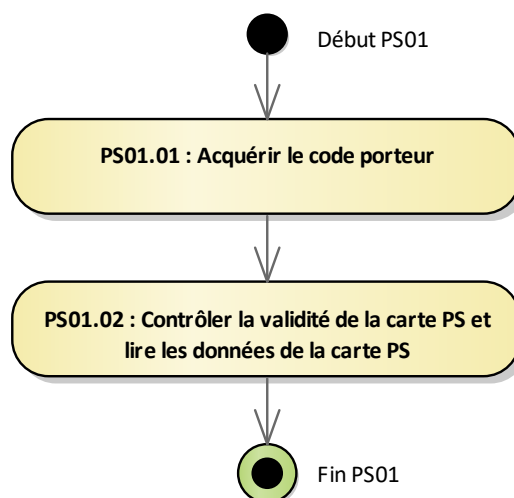 Début PS01
PS01.01 : Acquérir le code porteur
PS01.02 : Contrôler la validité de la carte PS et
lire les données de la carte PS
Fin PS01